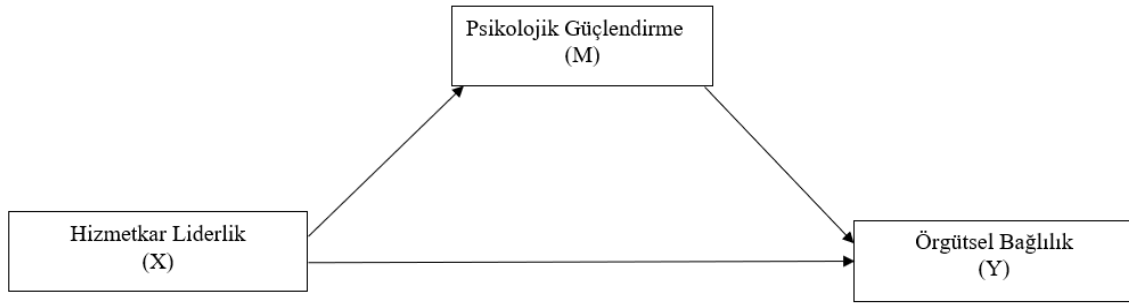 Psikolojik Güçlendirme
(M)
Hizmetkar Liderlik
(X)
Örgütsel Bağlılık
(Y)